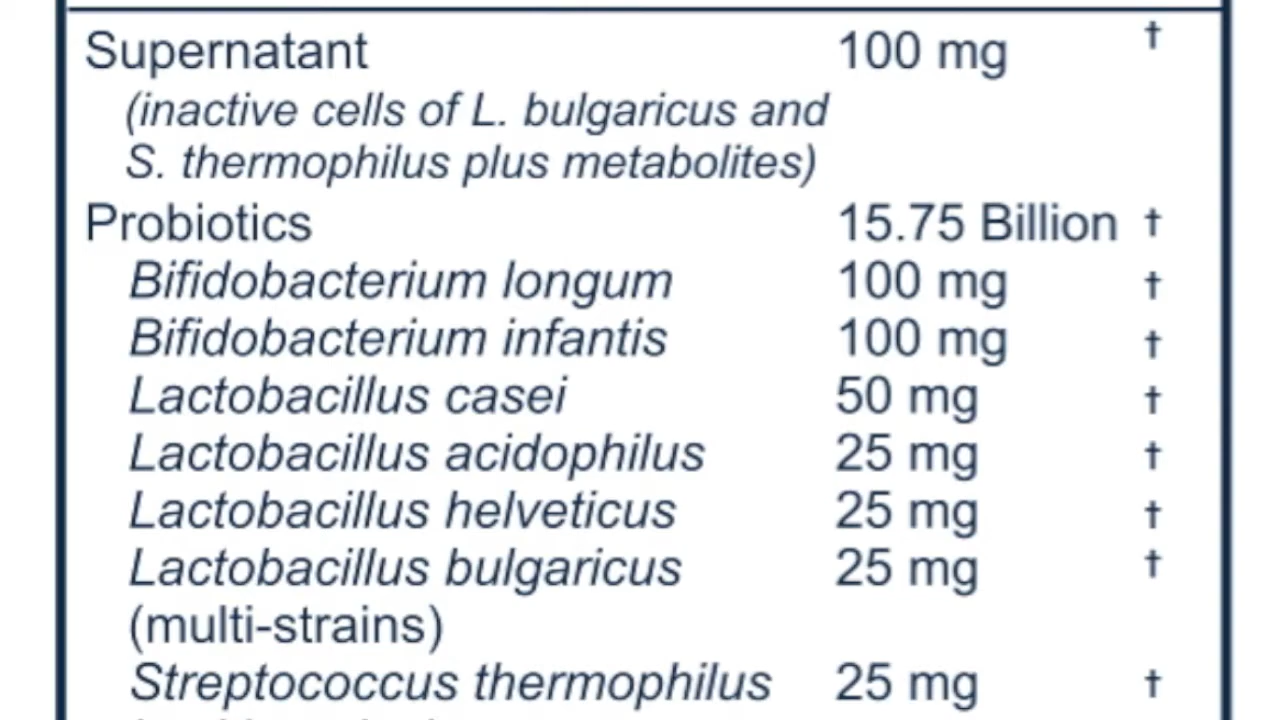 Supernatant 100 mg †
(inactive cells of L. bulgaricus and
S. thermophilus plus metabolites)
Probiotics 15.75 Billion †
Bifidobacterium longum 100 mg †
Bifidobacterium infantis 100 mg †
Lactobacillus casei 50 mg †
Lactobacillus acidophilus 25 mg †
Lactobacillus helveticus 25 mg †
Lactobacillus bulgaricus 25 mg †
(multi-strains)
Streptococcus thermophilus 25 mg †